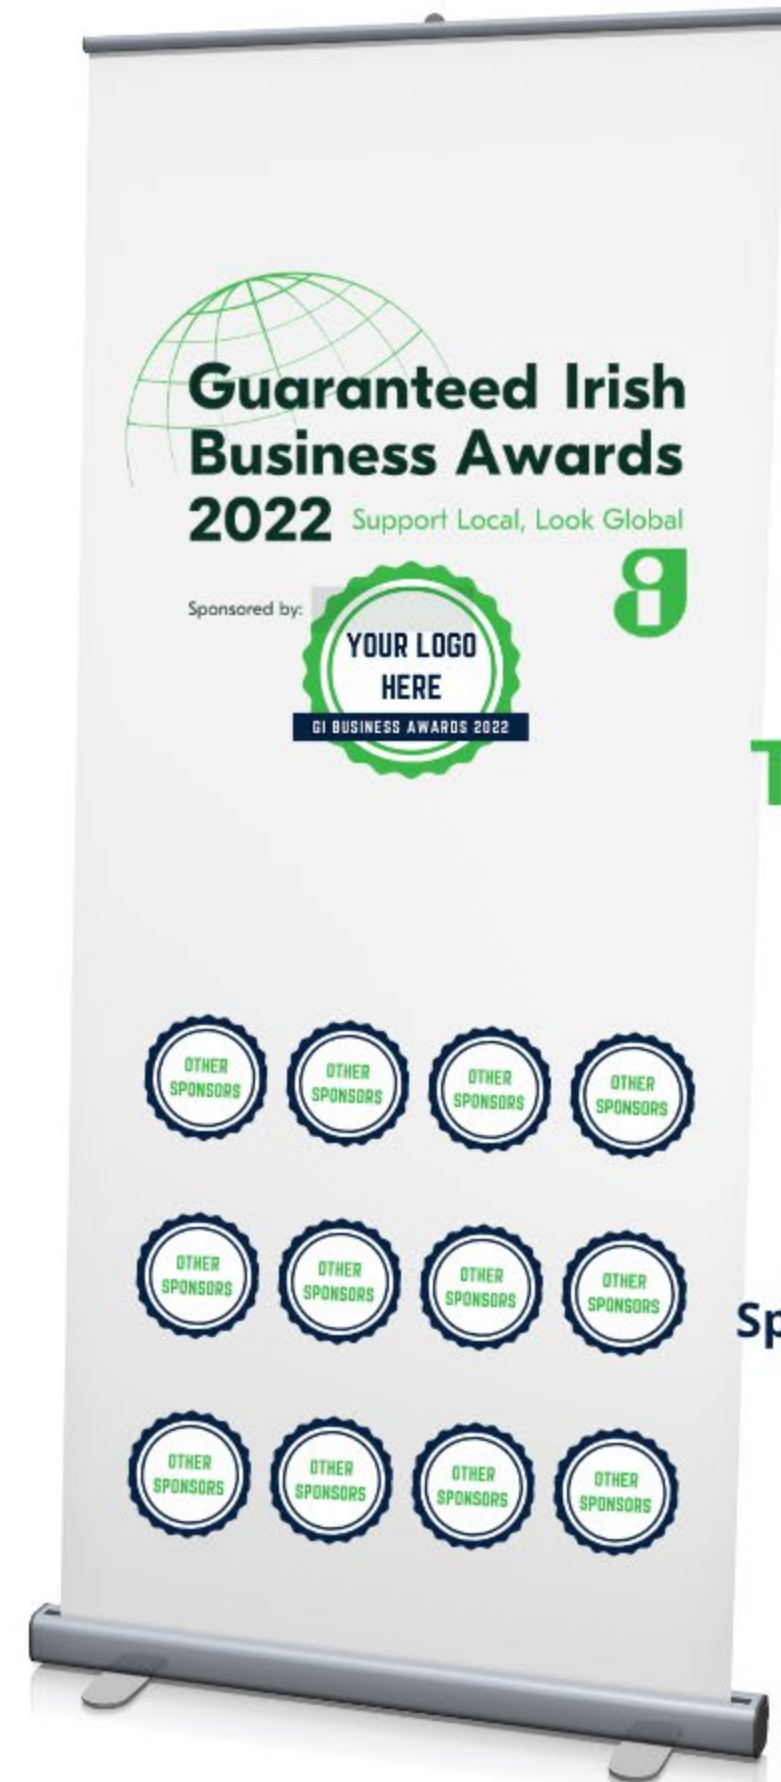 Guaranteed Irish
Business Awards
2022 Support Local, Look Global
gi
Sponsored by:
YOUR LOGO
HERE
GI BUSINESS AWARDS 2022
T
OTHER
SPONSORS
OTHER
SPONSORS
OTHER
SPONSORS
OTHER
SPONSORS
OTHER
SPONSORS
OTHER
SPONSORS
OTHER
SPONSORS
OTHER
SPONSORS
Sp
OTHER
SPONSORS
OTHER
SPONSORS
OTHER
SPONSORS
OTHER
SPONSORS